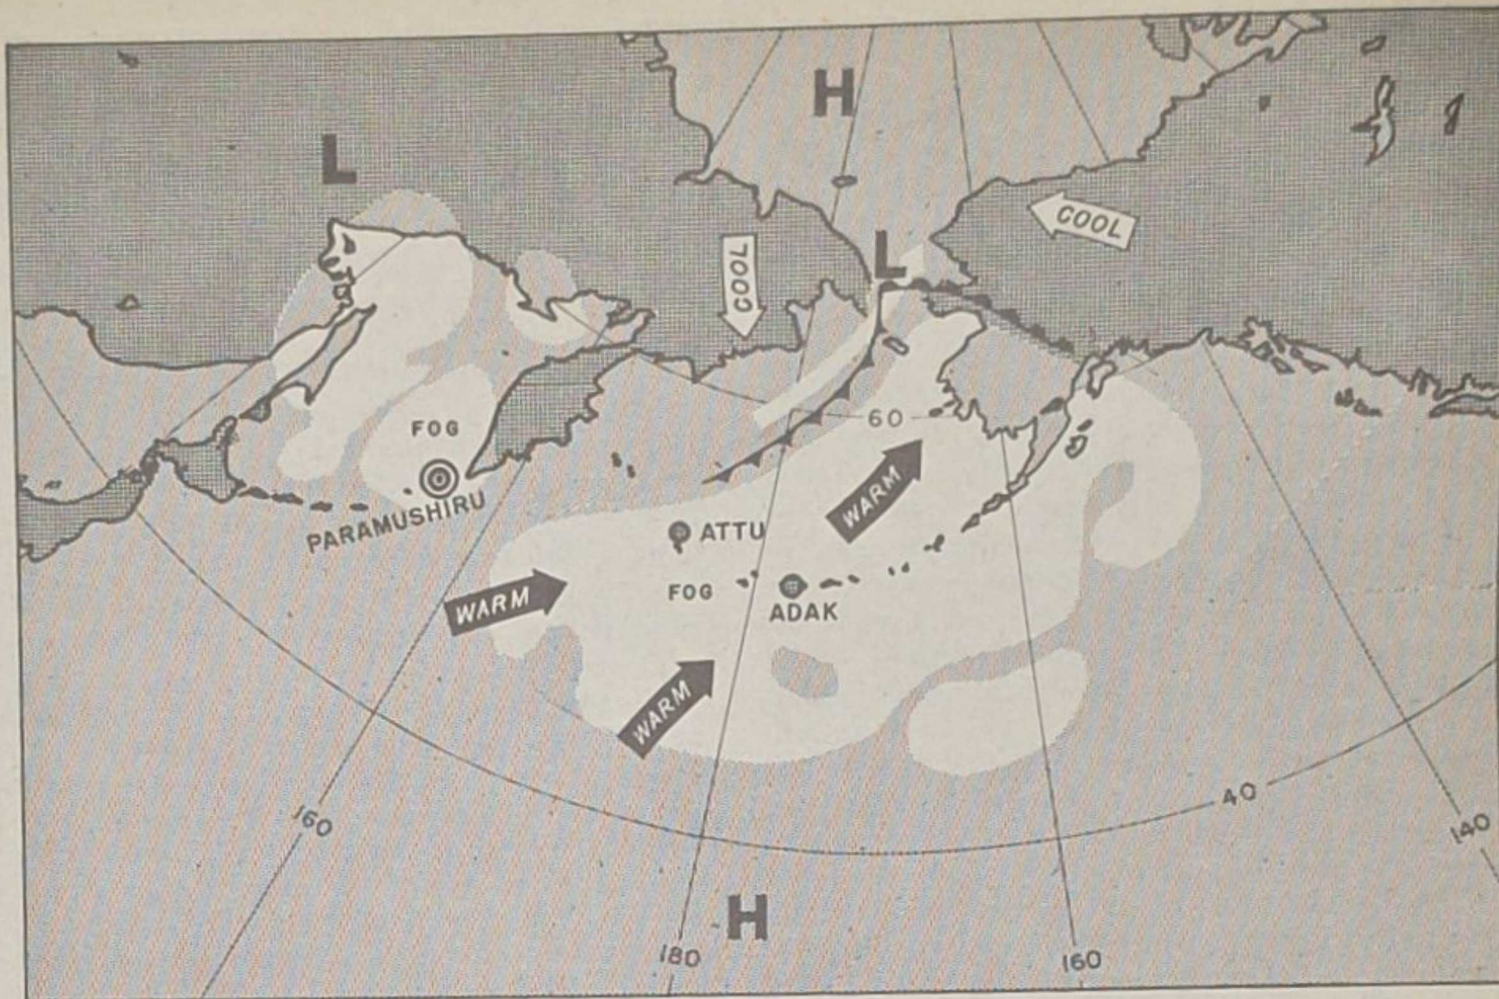 H
L
COOL
COOL
L
60
FOG
PARAMUSHIRU
WARM
ATTU
FOG
ADAK
WARM
WARM
40
160
140
H
180
160